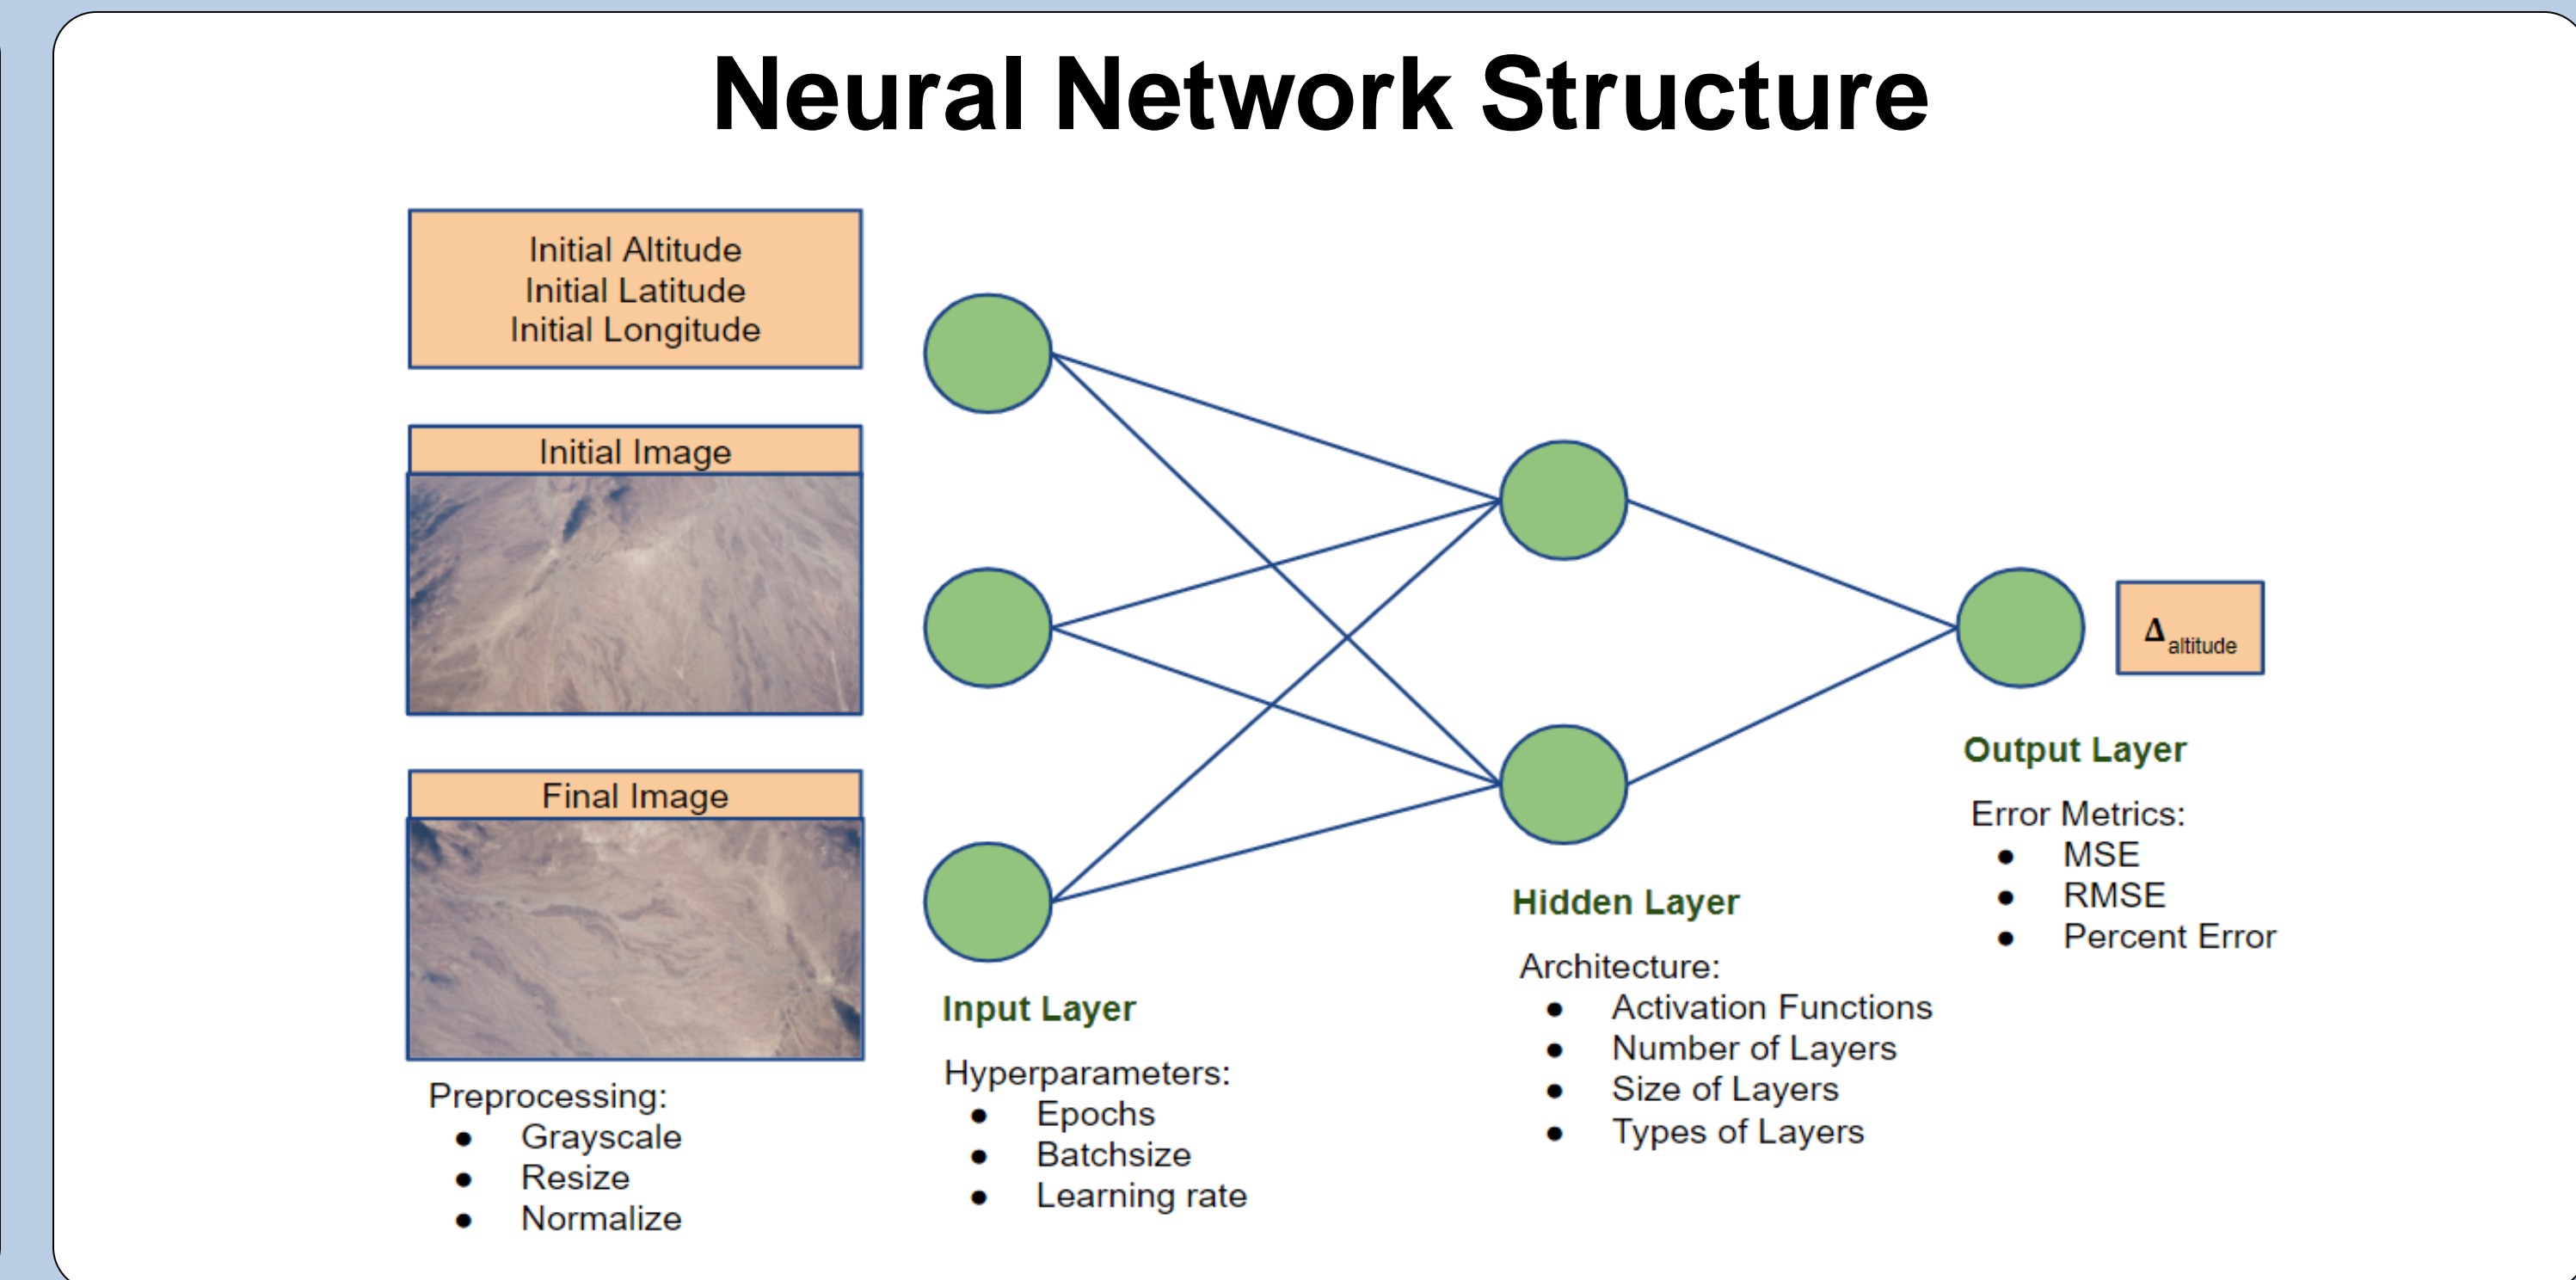 Neural Network Structure
Initial Altitude
Initial Latitude
Initial Longitude
Initial Image
Final Image
Preprocessing:
● Grayscale
● Resize
● Normalize
Input Layer
Hyperparameters:
● Epochs
● Batchsize
● Learning rate
Hidden Layer
Architecture:
● Activation Functions
● Number of Layers
● Size of Layers
● Types of Layers
Δ altitude
Output Layer
Error Metrics:
● MSE
● RMSE
● Percent Error